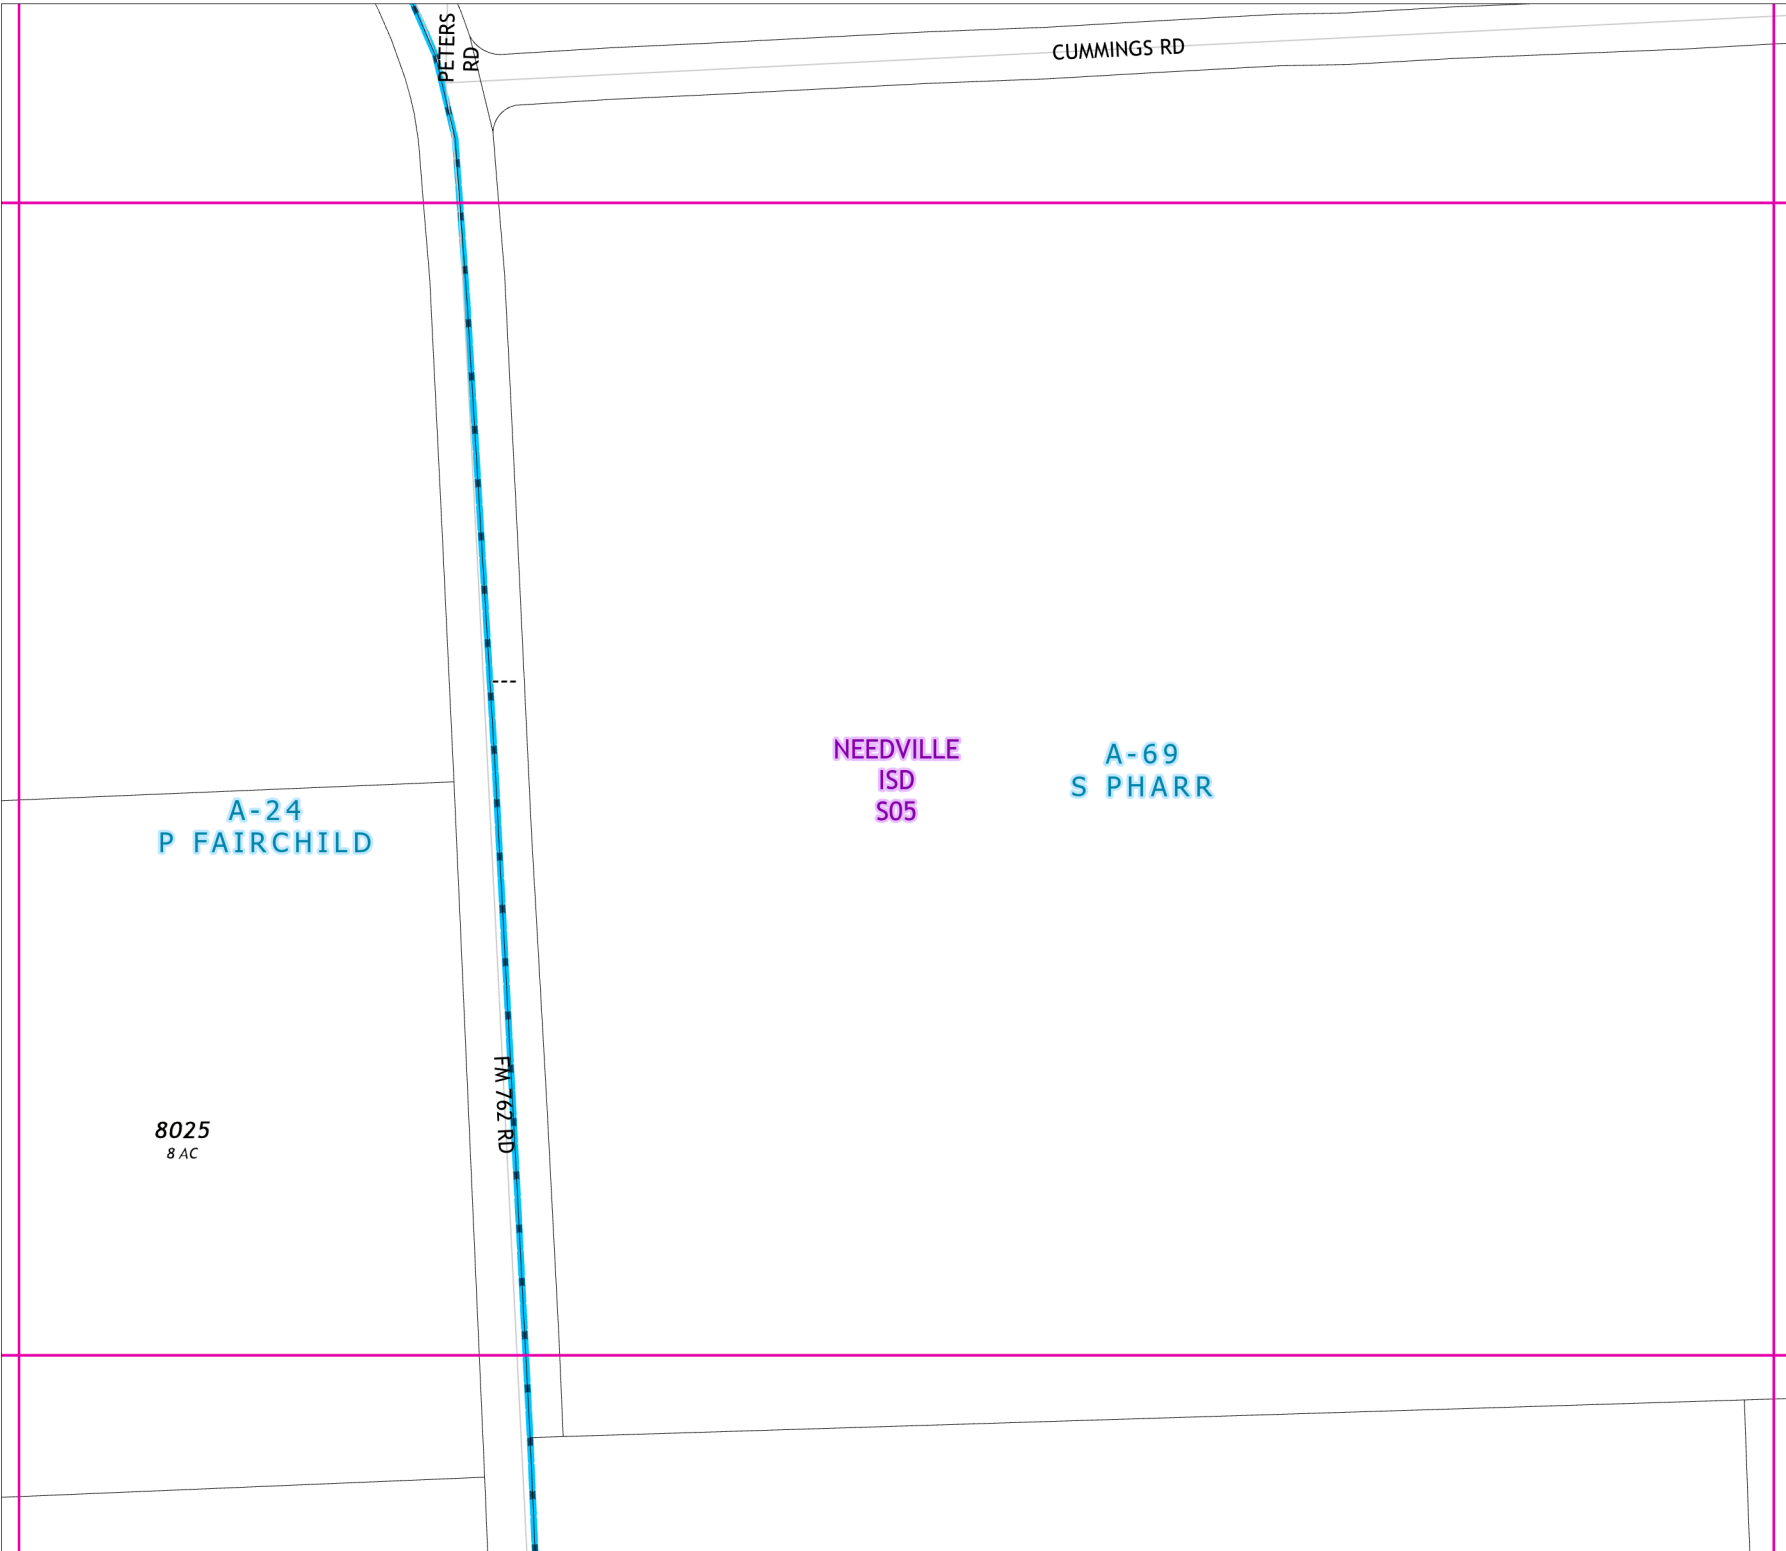 PETERS
RD
CUMMINGS RD
NEEDVILLE
ISD
S05
A-69
S PHARR
A-24
P FAIRCHILD
FM 762 RD
8025
8 AC